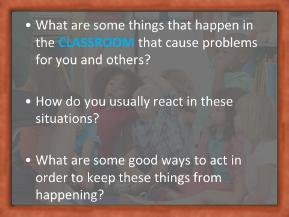 • What are some things that happen in
the CLASSROOM that cause problems
for you and others?
• How do you usually react in these
situations?
• What are some good ways to act in
order to keep these things from
happening?